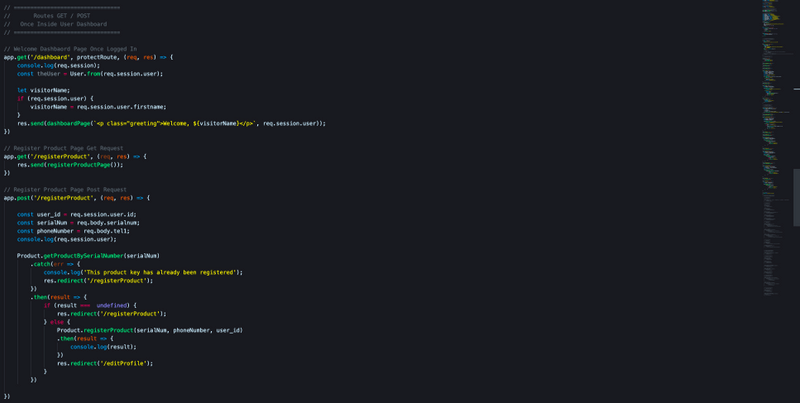 // ================================
//       Routes GET / POST
//   Once Inside User Dashboard
// ================================

// Welcome Dashbaord Page Once Logged In
app.get('/dashboard', protectRoute, (req, res) => {
    console.log(req.session);
    const theUser = User.from(req.session.user);

    let visitorName;
    if (req.session.user) {
        visitorName = req.session.user.firstname;
    }
    res.send(dashboardPage(`<p class="greeting">Welcome, ${visitorName}</p>`, req.session.user));
})

// Register Product Page Get Request
app.get('/registerProduct', (req, res) => {
    res.send(registerProductPage());
})

// Register Product Page Post Request
app.post('/registerProduct', (req, res) => {

    const user_id = req.session.user.id;
    const serialNum = req.body.serialnum;
    const phoneNumber = req.body.tel1;
    console.log(req.session.user);

    Product.getProductBySerialNumber(serialNum)
        .catch(err => {
            console.log('This product key has already been registered');
            res.redirect('/registerProduct');
        })
        .then(result => {
            if (result === undefined) {
                res.redirect('/registerProduct');
            } else {
                Product.registerProduct(serialNum, phoneNumber, user_id)
                .then(result => {
                    console.log(result);
                })
                res.redirect('/editProfile');
            }
        })

})